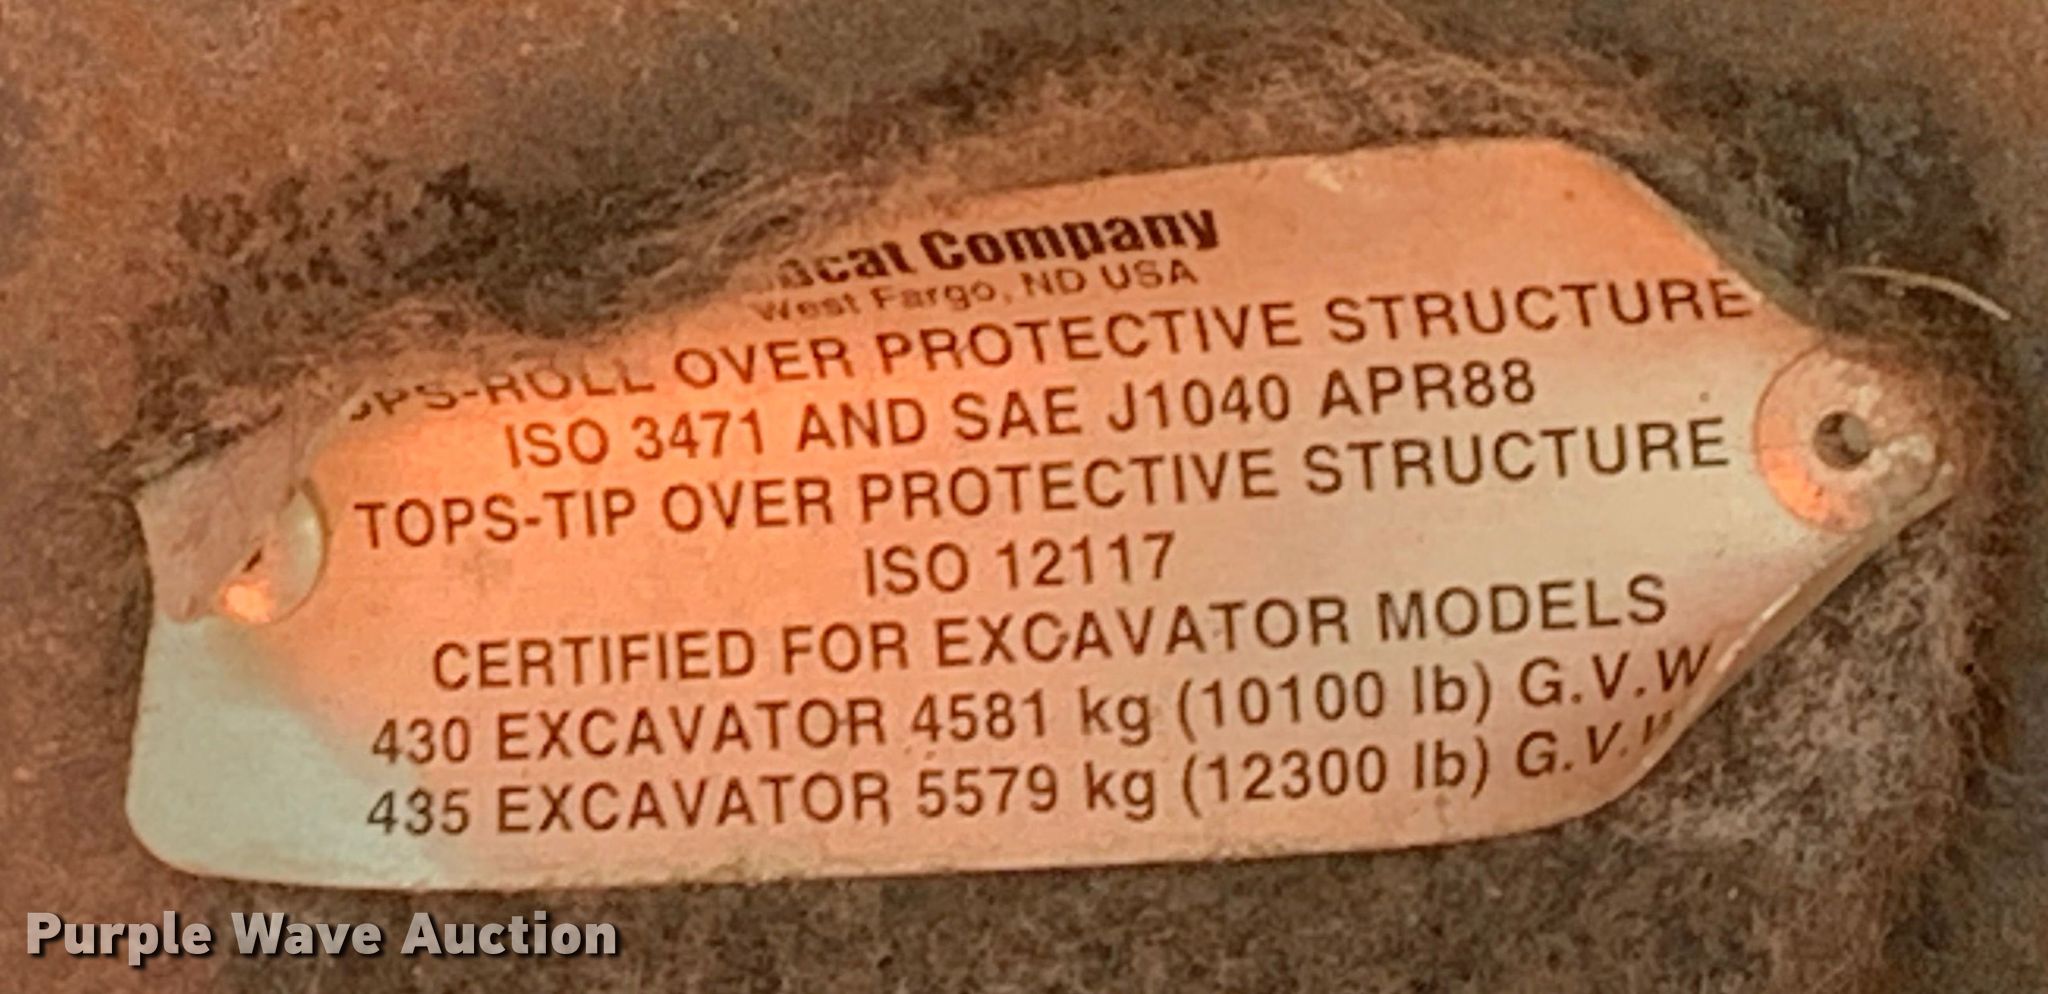 Company
West Fargo, ND USA
OVER PROTECTIVE STRUCTURE
ISO 3471 AND SAE J1040 APR88
TOPS-TIP OVER PROTECTIVE STRUCTURE
ISO 12117
CERTIFIED FOR EXCAVATOR MODELS
430 EXCAVATOR 4581 kg (10100 lb) G.V.W
435 EXCAVATOR 5579 kg (12300 lb) G.V.W
Purple Wave Auction